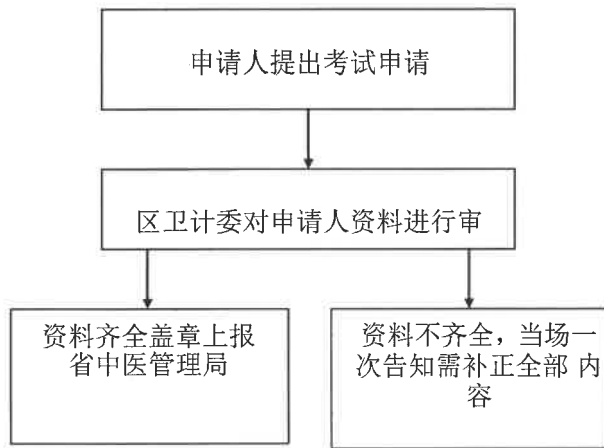 申请人提出考试申请
区卫计委对申请人资料进行审
资料齐全盖章上报
省中医管理局
资料不齐全，当场一
次告知需补正全部 内
容